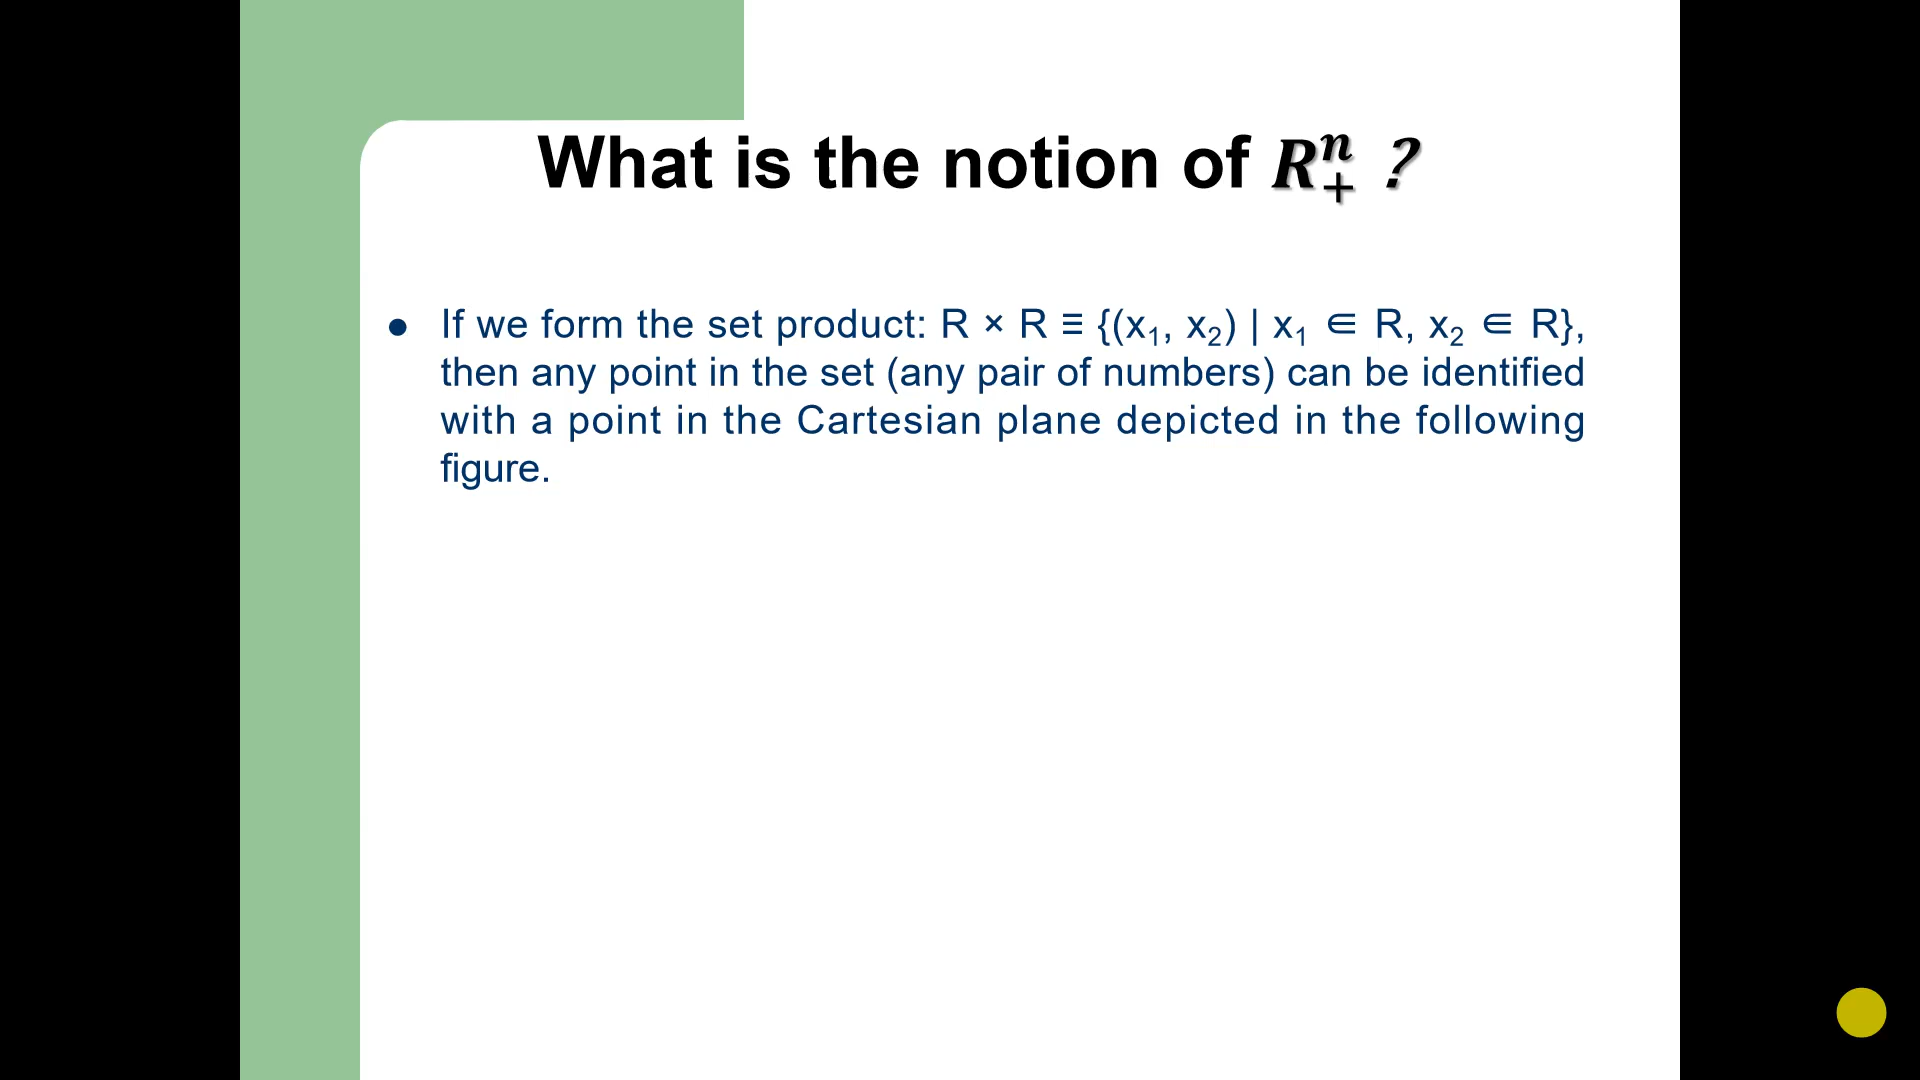 What is the notion of 𝑹ⁿ₊ ?
● If we form the set product: R × R ≡ {(x₁, x₂) | x₁ ∈ R, x₂ ∈ R},
then any point in the set (any pair of numbers) can be identified
with a point in the Cartesian plane depicted in the following
figure.